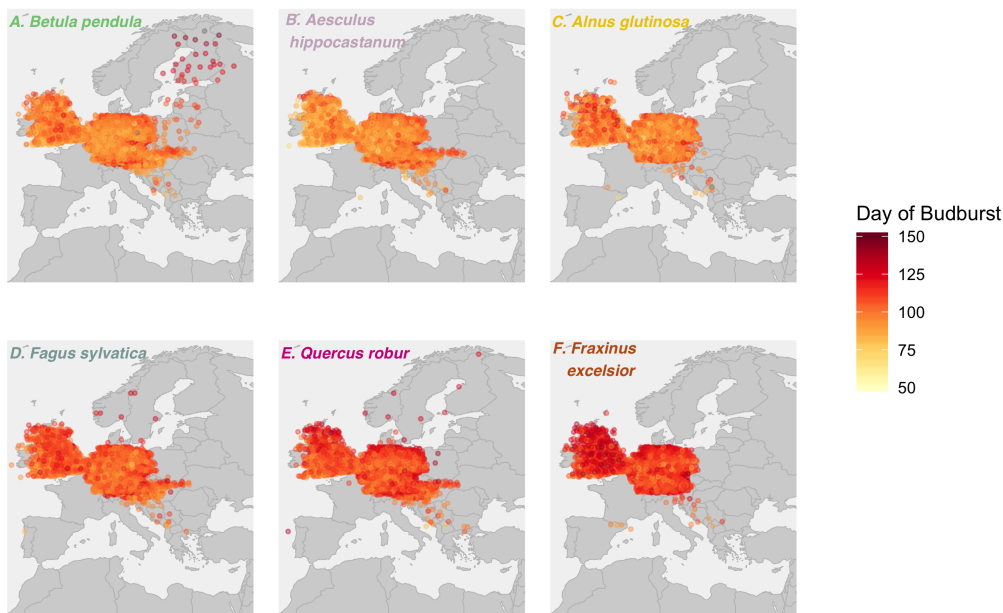 A. Betula pendula
B. Aesculus
hippocastanum
C. Alnus glutinosa
Day of Budburst
150
125
100
75
50
D. Fagus sylvatica
E. Quercus robur
F. Fraxinus
excelsior